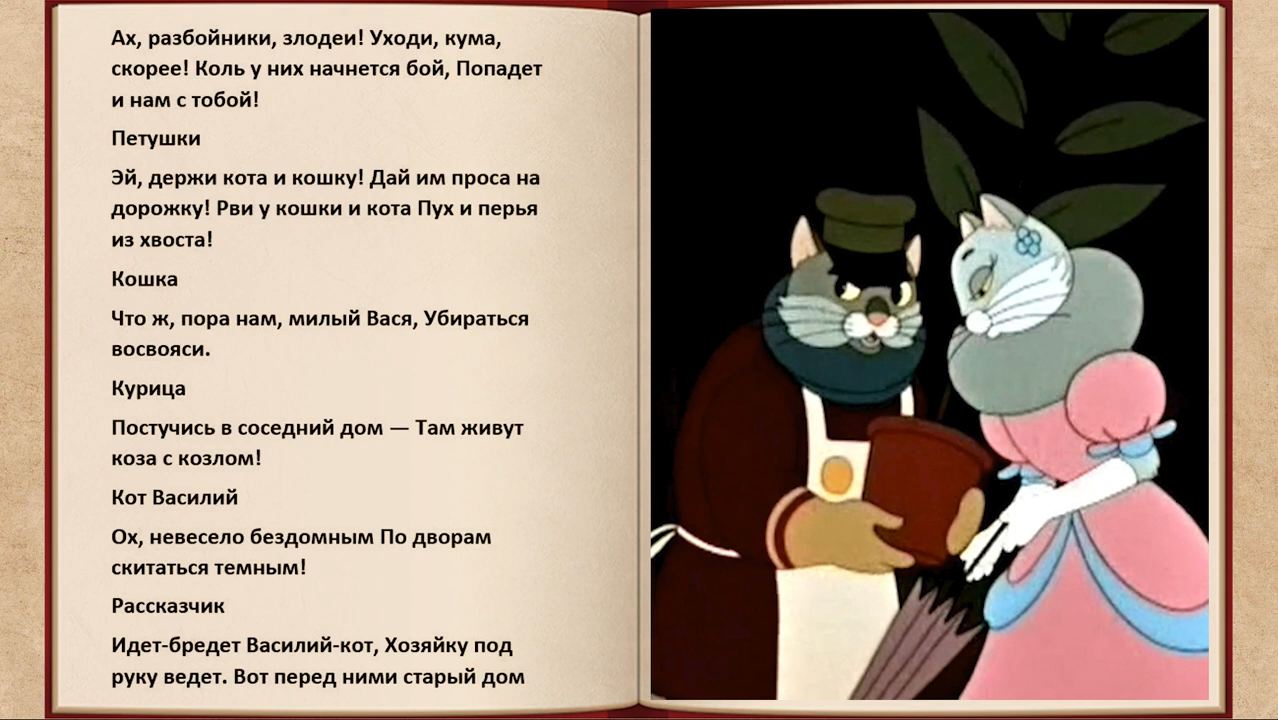 Ах, разбойники, злодеи! Уходи, кума,
скорее! Коль у них начнется бой, Попадет
и нам с тобой!
Петушки
Эй, держи кота и кошку! Дай им проса на
дорожку! Рви у кошки и кота Пух и перья
из хвоста!
Кошка
Что ж, пора нам, милый Вася, Убираться
восвояси.
Курица
Постучись в соседний дом — Там живут
коза с козлом!
Кот Василий
Ох, невесело бездомным По дворам
скитаться темным!
Рассказчик
Идет-бредет Василий-кот, Хозяйку под
руку ведет. Вот перед ними старый дом